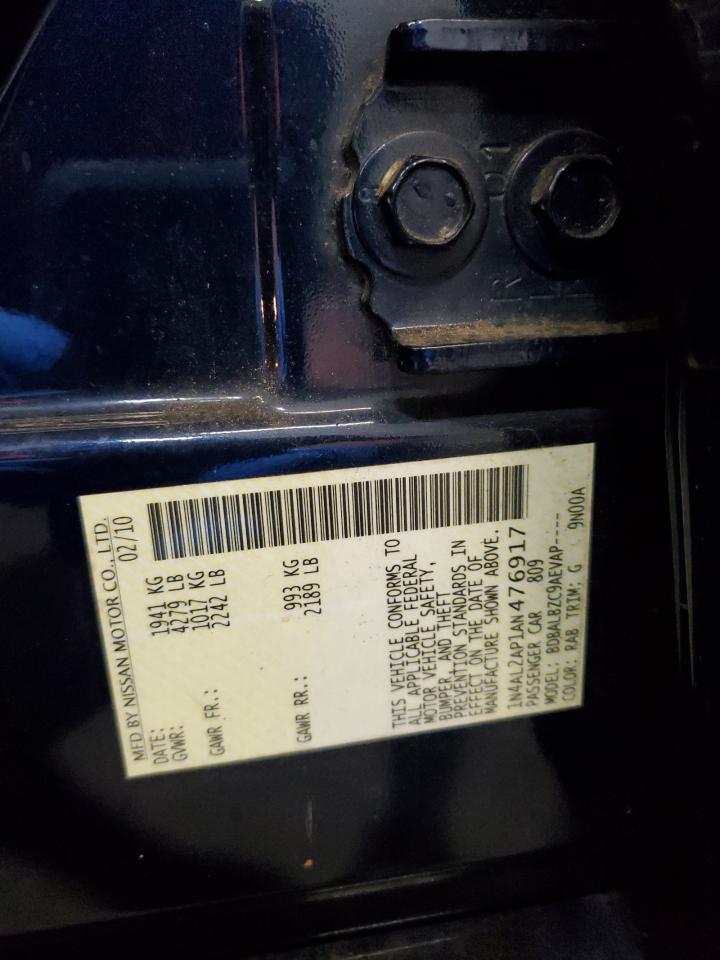 MFD BY NISSAN MOTOR CO., LTD.
DATE: 02/10
GVWR: 1941 KG
4279 LB
GAWR FR.: 1017 KG
2242 LB
GAWR RR.: 993 KG
2189 LB
THIS VEHICLE CONFORMS TO
ALL APPLICABLE FEDERAL
MOTOR VEHICLE SAFETY,
BUMPER, AND THEFT
PREVENTION STANDARDS IN
EFFECT ON THE DATE OF
MANUFACTURE SHOWN ABOVE.
1N4AL2AP1AN476917
PASSENGER CAR 809
MODEL: BDBALBZC9AEVAP----
COLOR: RAB TRIM: G 9N00A